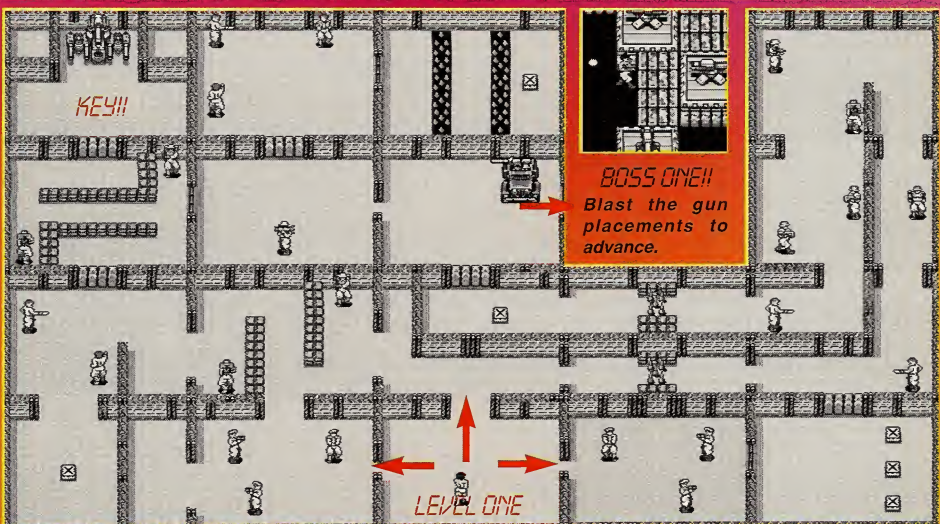 KEY!!
BOSS ONE!!
Blast the gun
placements to
advance.
LEVEL ONE